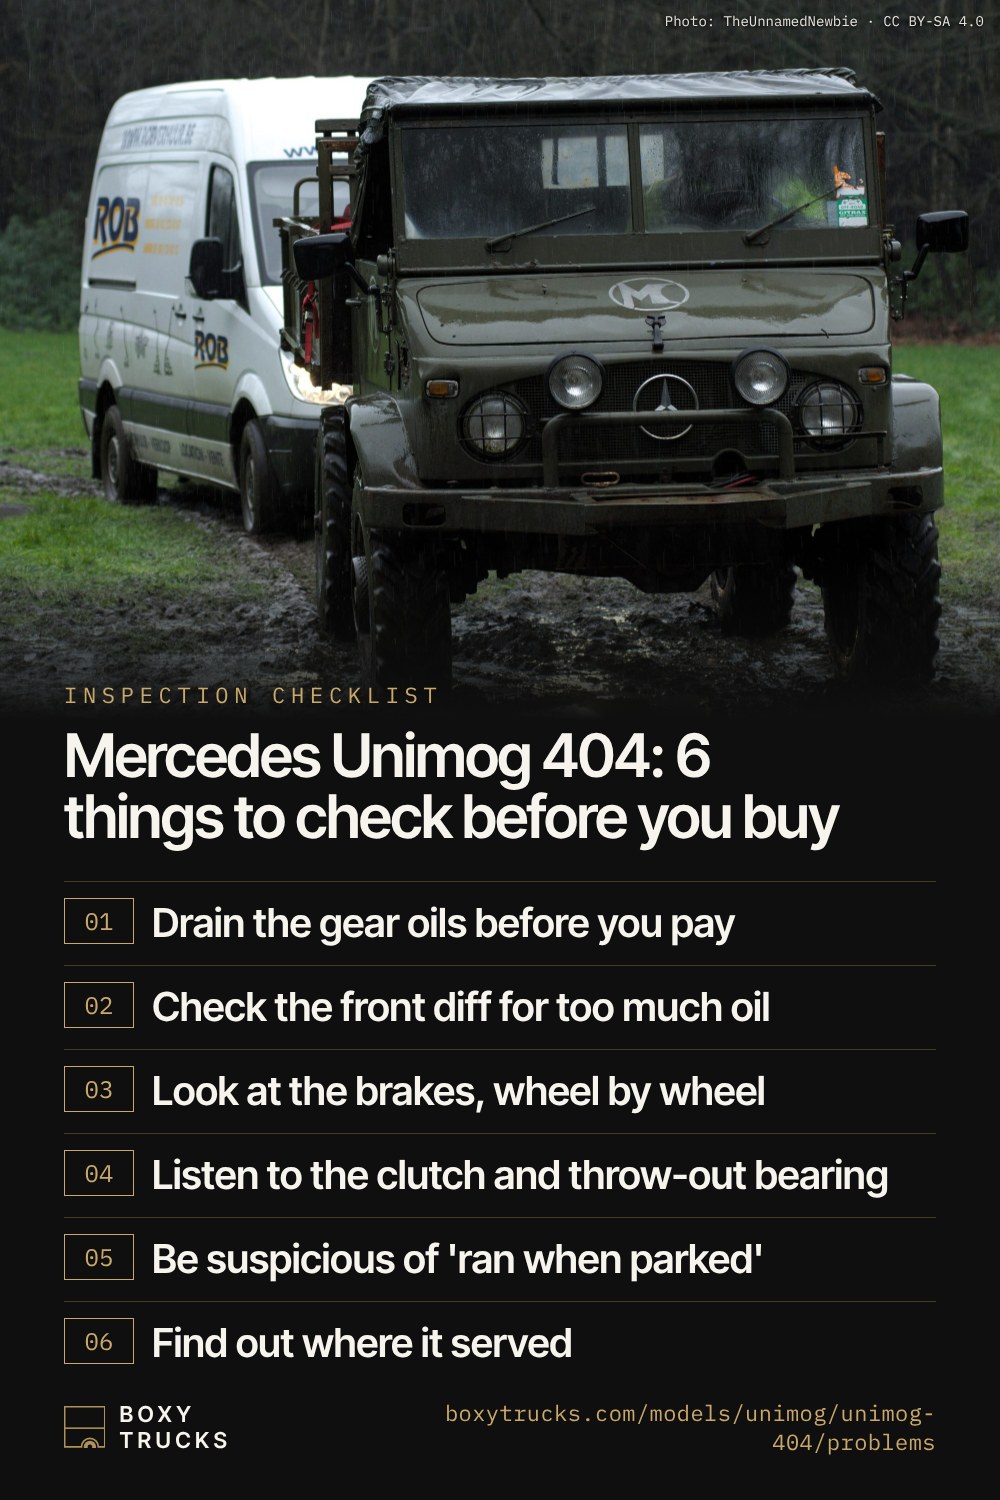 Photo: TheUnnamedNewbie · CC BY-SA 4.0
ROB
ROB
INSPECTION CHECKLIST
Mercedes Unimog 404: 6
things to check before you buy
01 Drain the gear oils before you pay
02 Check the front diff for too much oil
03 Look at the brakes, wheel by wheel
04 Listen to the clutch and throw-out bearing
05 Be suspicious of 'ran when parked'
06 Find out where it served
BOXY
TRUCKS
boxytrucks.com/models/unimog/unimog-
404/problems